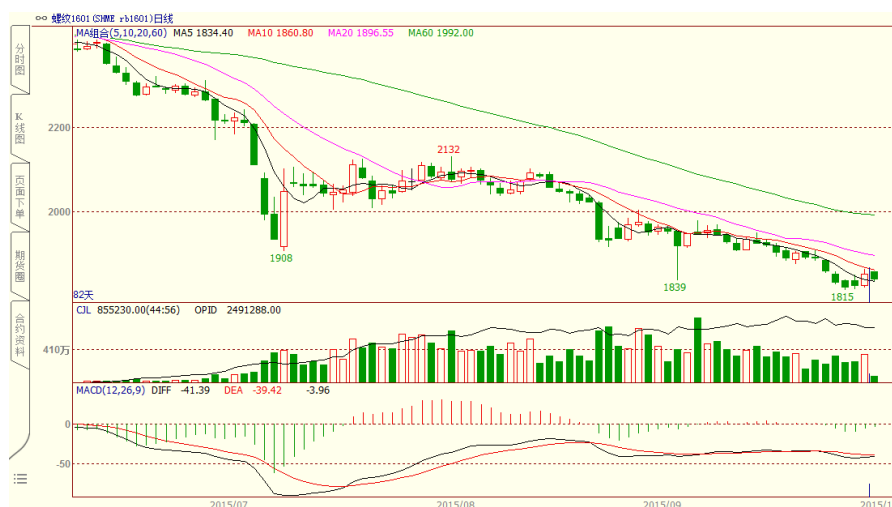 螺纹1601(SHME rb1601)日线
MA组合(5,10,20,60) MA5 1834.40 MA10 1860.80 MA20 1896.55 MA60 1992.00
分时图
K线图
页面下单
期货圈
合约资料
2200
2132
2000
1908
1839
1815
82天
CJL 855230.00(44:56) OPID 2491288.00
410万
MACD(12,26,9) DIFF -41.39 DEA -39.42 -3.96
0
-50
2015/07
2015/08
2015/09
2015/1